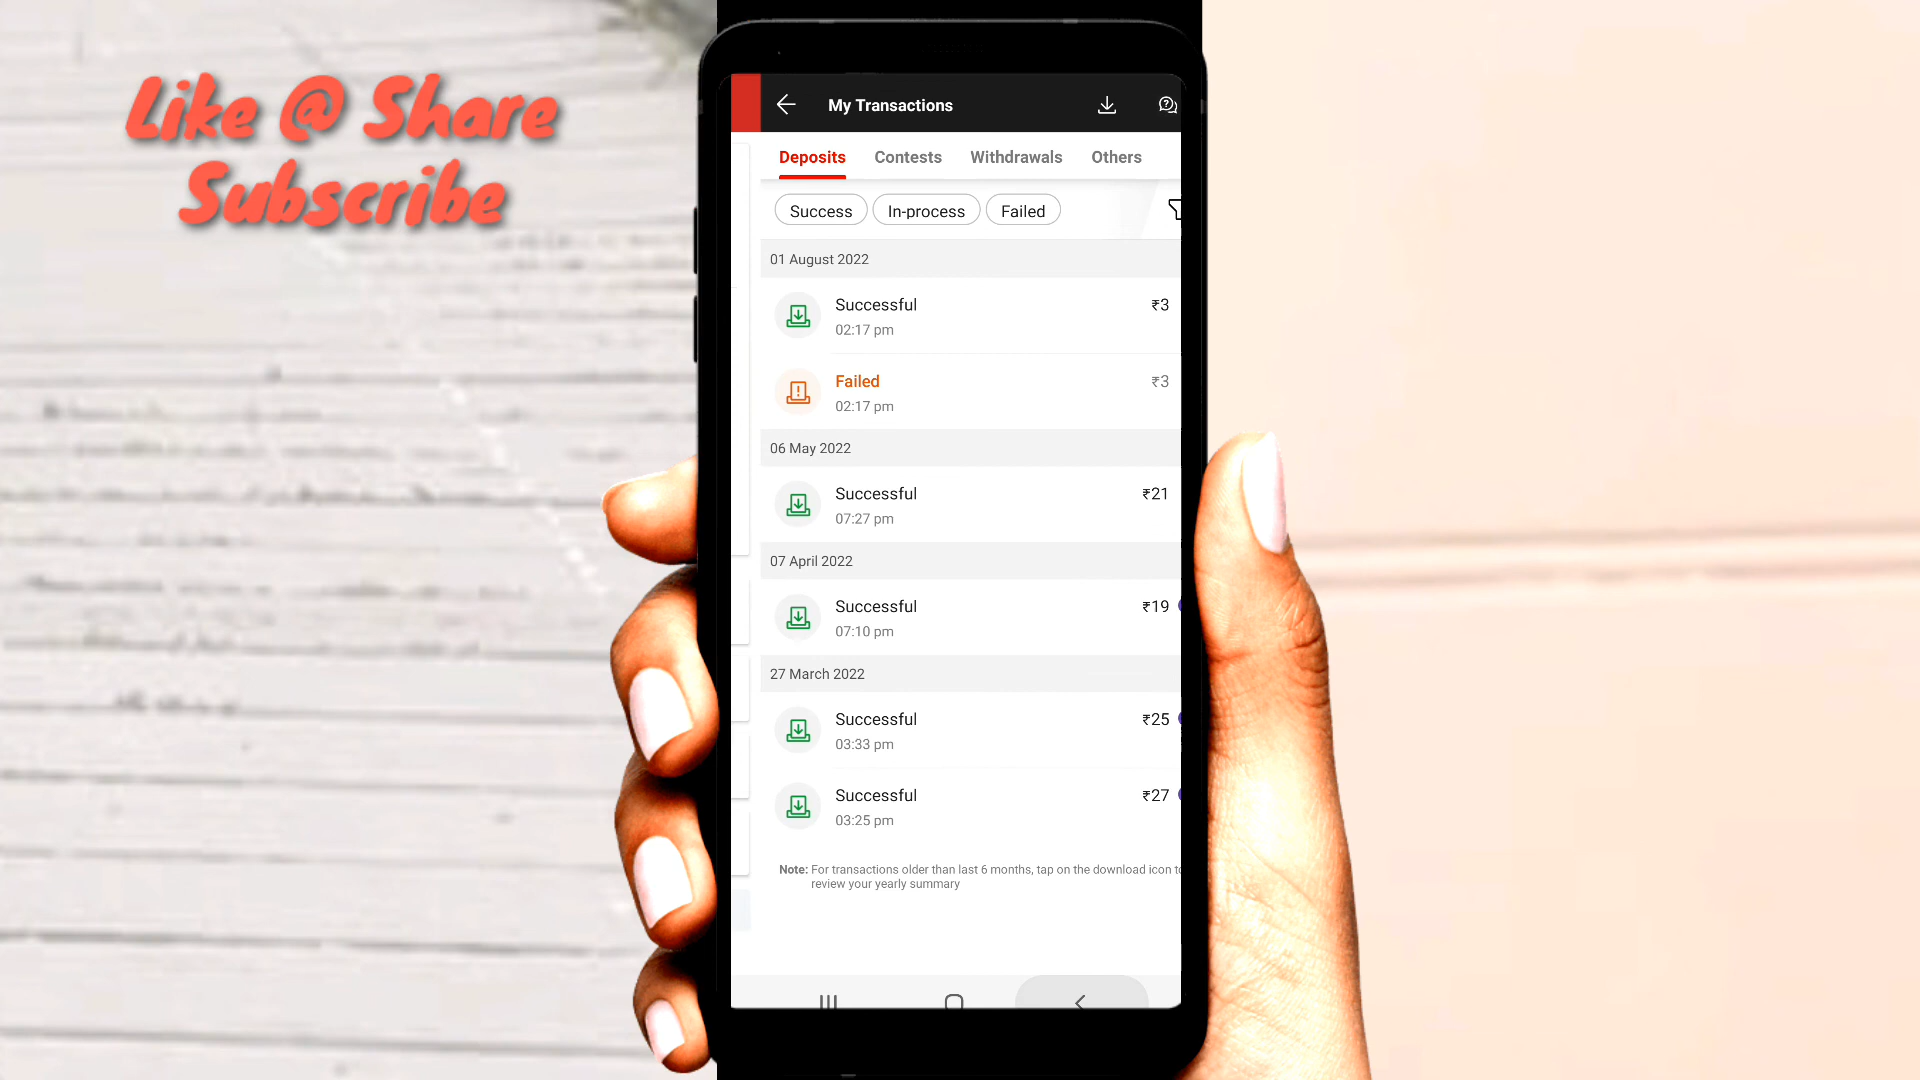 Like @ Share
Subscribe
My Transactions
Deposits Contests Withdrawals Others
Success In-process Failed
01 August 2022
Successful ₹3
02:17 pm
Failed ₹3
02:17 pm
06 May 2022
Successful ₹21
07:27 pm
07 April 2022
Successful ₹19
07:10 pm
27 March 2022
Successful ₹25
03:33 pm
Successful ₹27
03:25 pm
Note: For transactions older than last 6 months, tap on the download icon to
review your yearly summary